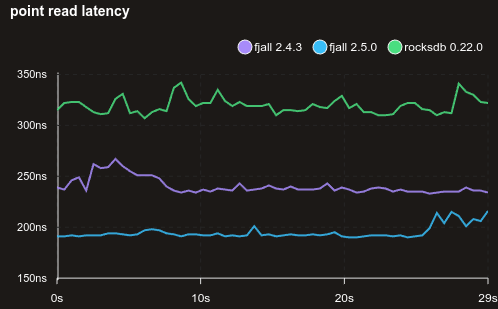 point read latency
fjall 2.4.3 fjall 2.5.0 rocksdb 0.22.0
350ns
300ns
250ns
200ns
150ns
0s 10s 20s 29s